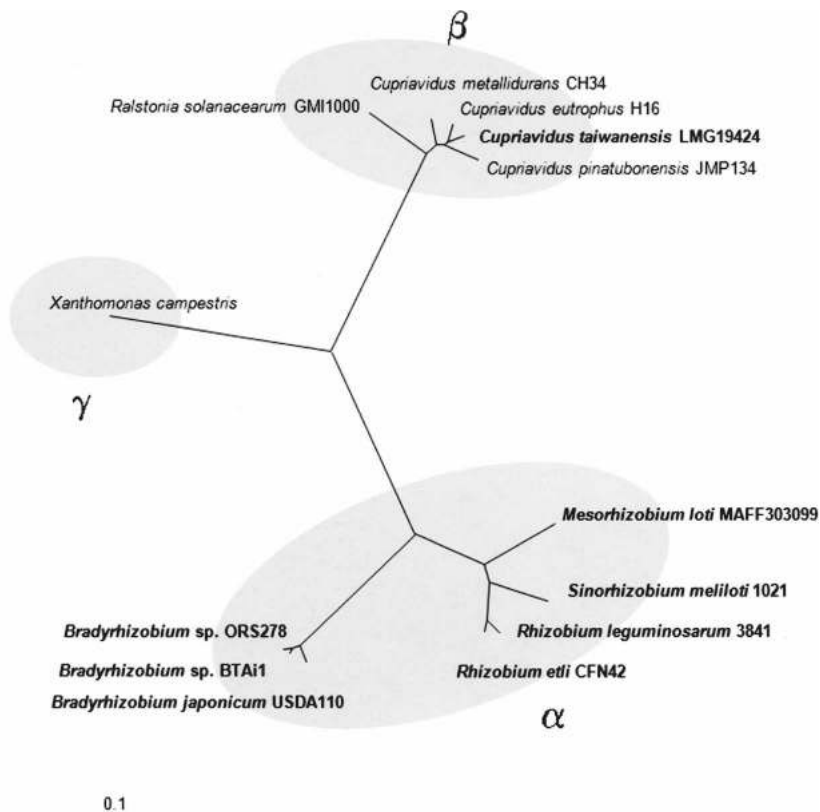 β
Cupriavidus metallidurans CH34
Ralstonia solanacearum GMI1000
Cupriavidus eutrophus H16
Cupriavidus taiwanensis LMG19424
Cupriavidus pinatubonensis JMP134
Xanthomonas campestris
γ
Mesorhizobium loti MAFF303099
Sinorhizobium meliloti 1021
Bradyrhizobium sp. ORS278
Rhizobium leguminosarum 3841
Bradyrhizobium sp. BTAi1
Rhizobium etli CFN42
Bradyrhizobium japonicum USDA110
α
0.1